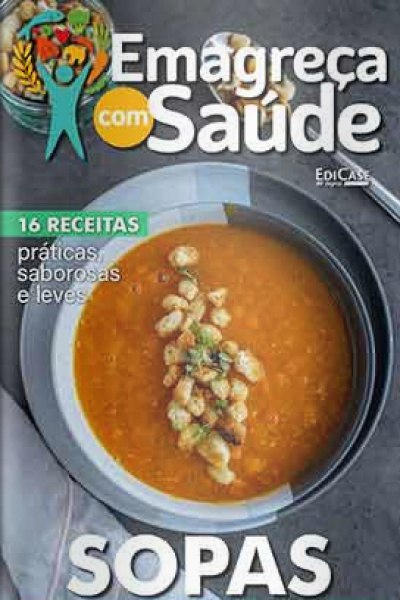 Emagreça
com
Saúde
EdiCase
16 RECEITAS
práticas,
saborosas
e leves
SOPAS